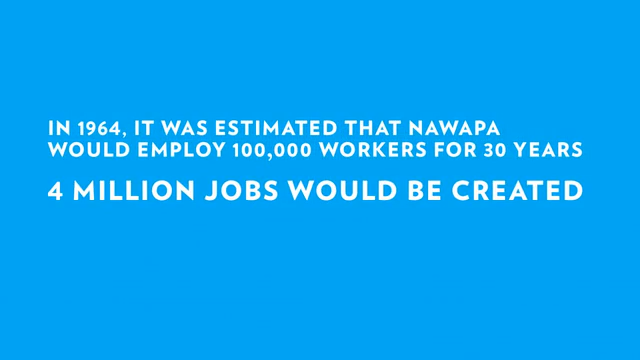 IN 1964, IT WAS ESTIMATED THAT NAWAPA
WOULD EMPLOY 100,000 WORKERS FOR 30 YEARS
4 MILLION JOBS WOULD BE CREATED